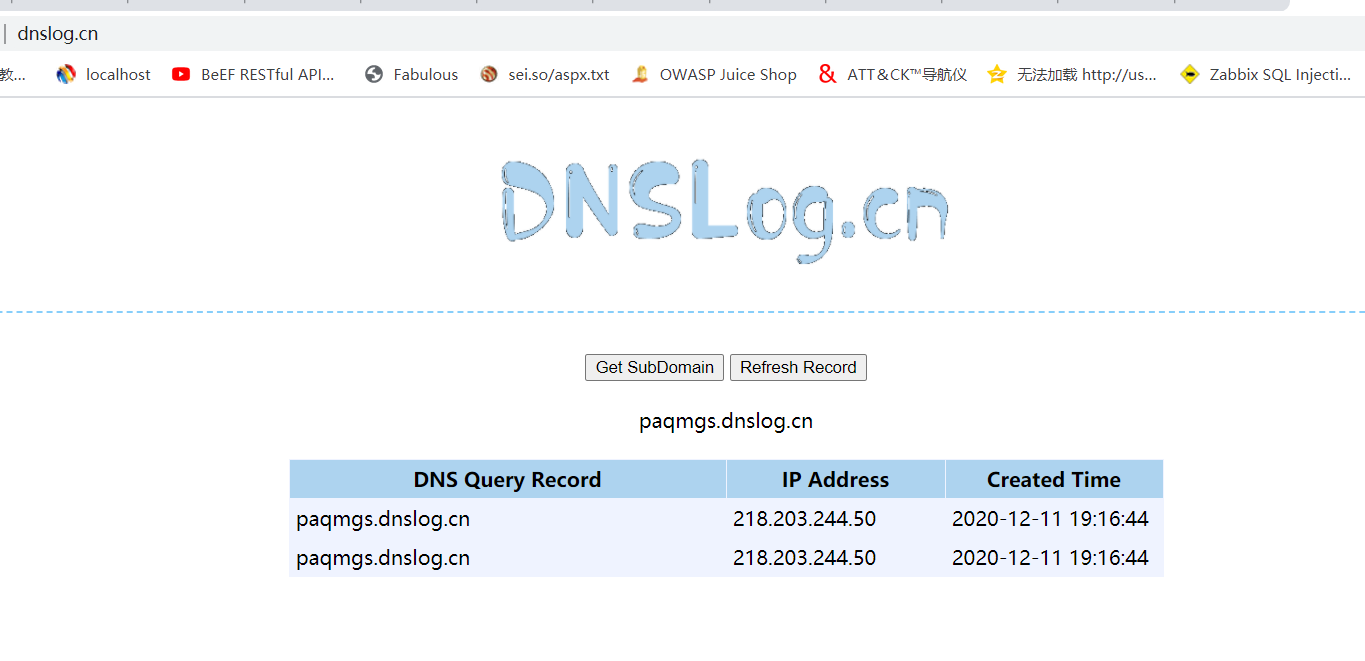 dnslog.cn
教... localhost BeEF RESTful API... Fabulous sei.so/aspx.txt OWASP Juice Shop ATT&CK™导航仪 无法加载 http://us... Zabbix SQL Injecti...
DNSLog.cn
Get SubDomain Refresh Record
paqmgs.dnslog.cn
DNS Query Record IP Address Created Time
paqmgs.dnslog.cn 218.203.244.50 2020-12-11 19:16:44
paqmgs.dnslog.cn 218.203.244.50 2020-12-11 19:16:44